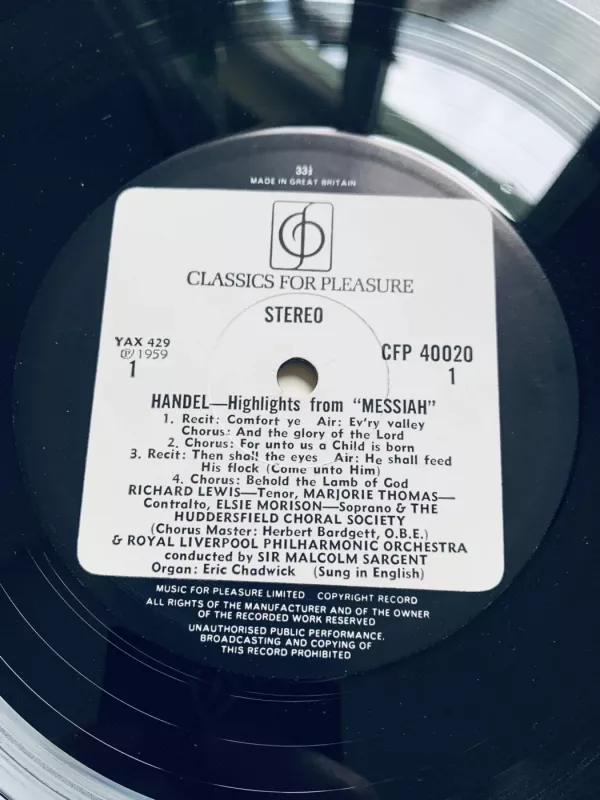 33⅓
MADE IN GREAT BRITAIN
CLASSICS FOR PLEASURE
STEREO
YAX 429
Ⓟ 1959
1
CFP 40020
1
HANDEL—Highlights from "MESSIAH"
1. Recit: Comfort ye Air: Ev'ry valley
Chorus: And the glory of the Lord
2. Chorus: For unto us a Child is born
3. Recit: Then shall the eyes Air: He shall feed
His flock (Come unto Him)
4. Chorus: Behold the Lamb of God
RICHARD LEWIS—Tenor, MARJORIE THOMAS—
Contralto, ELSIE MORISON—Soprano & THE
HUDDERSFIELD CHORAL SOCIETY
(Chorus Master: Herbert Bardgett, O.B.E.)
& ROYAL LIVERPOOL PHILHARMONIC ORCHESTRA
conducted by SIR MALCOLM SARGENT
Organ: Eric Chadwick (Sung in English)
MUSIC FOR PLEASURE LIMITED COPYRIGHT RECORD
ALL RIGHTS OF THE MANUFACTURER AND OF THE OWNER
OF THE RECORDED WORK RESERVED
UNAUTHORISED PUBLIC PERFORMANCE,
BROADCASTING AND COPYING OF
THIS RECORD PROHIBITED